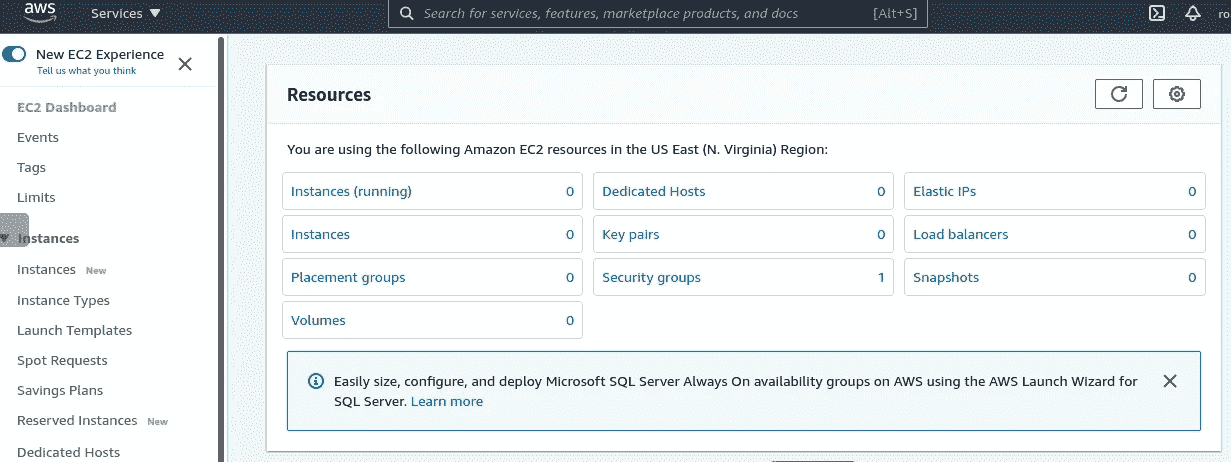 aws
Services ▼
Search for services, features, marketplace products, and docs
[Alt+S]
ro
New EC2 Experience
Tell us what you think
EC2 Dashboard
Events
Tags
Limits
Instances
Instances New
Instance Types
Launch Templates
Spot Requests
Savings Plans
Reserved Instances New
Dedicated Hosts
Resources
You are using the following Amazon EC2 resources in the US East (N. Virginia) Region:
Instances (running) 0
Dedicated Hosts 0
Elastic IPs 0
Instances 0
Key pairs 0
Load balancers 0
Placement groups 0
Security groups 1
Snapshots 0
Volumes 0
Easily size, configure, and deploy Microsoft SQL Server Always On availability groups on AWS using the AWS Launch Wizard for
SQL Server. Learn more